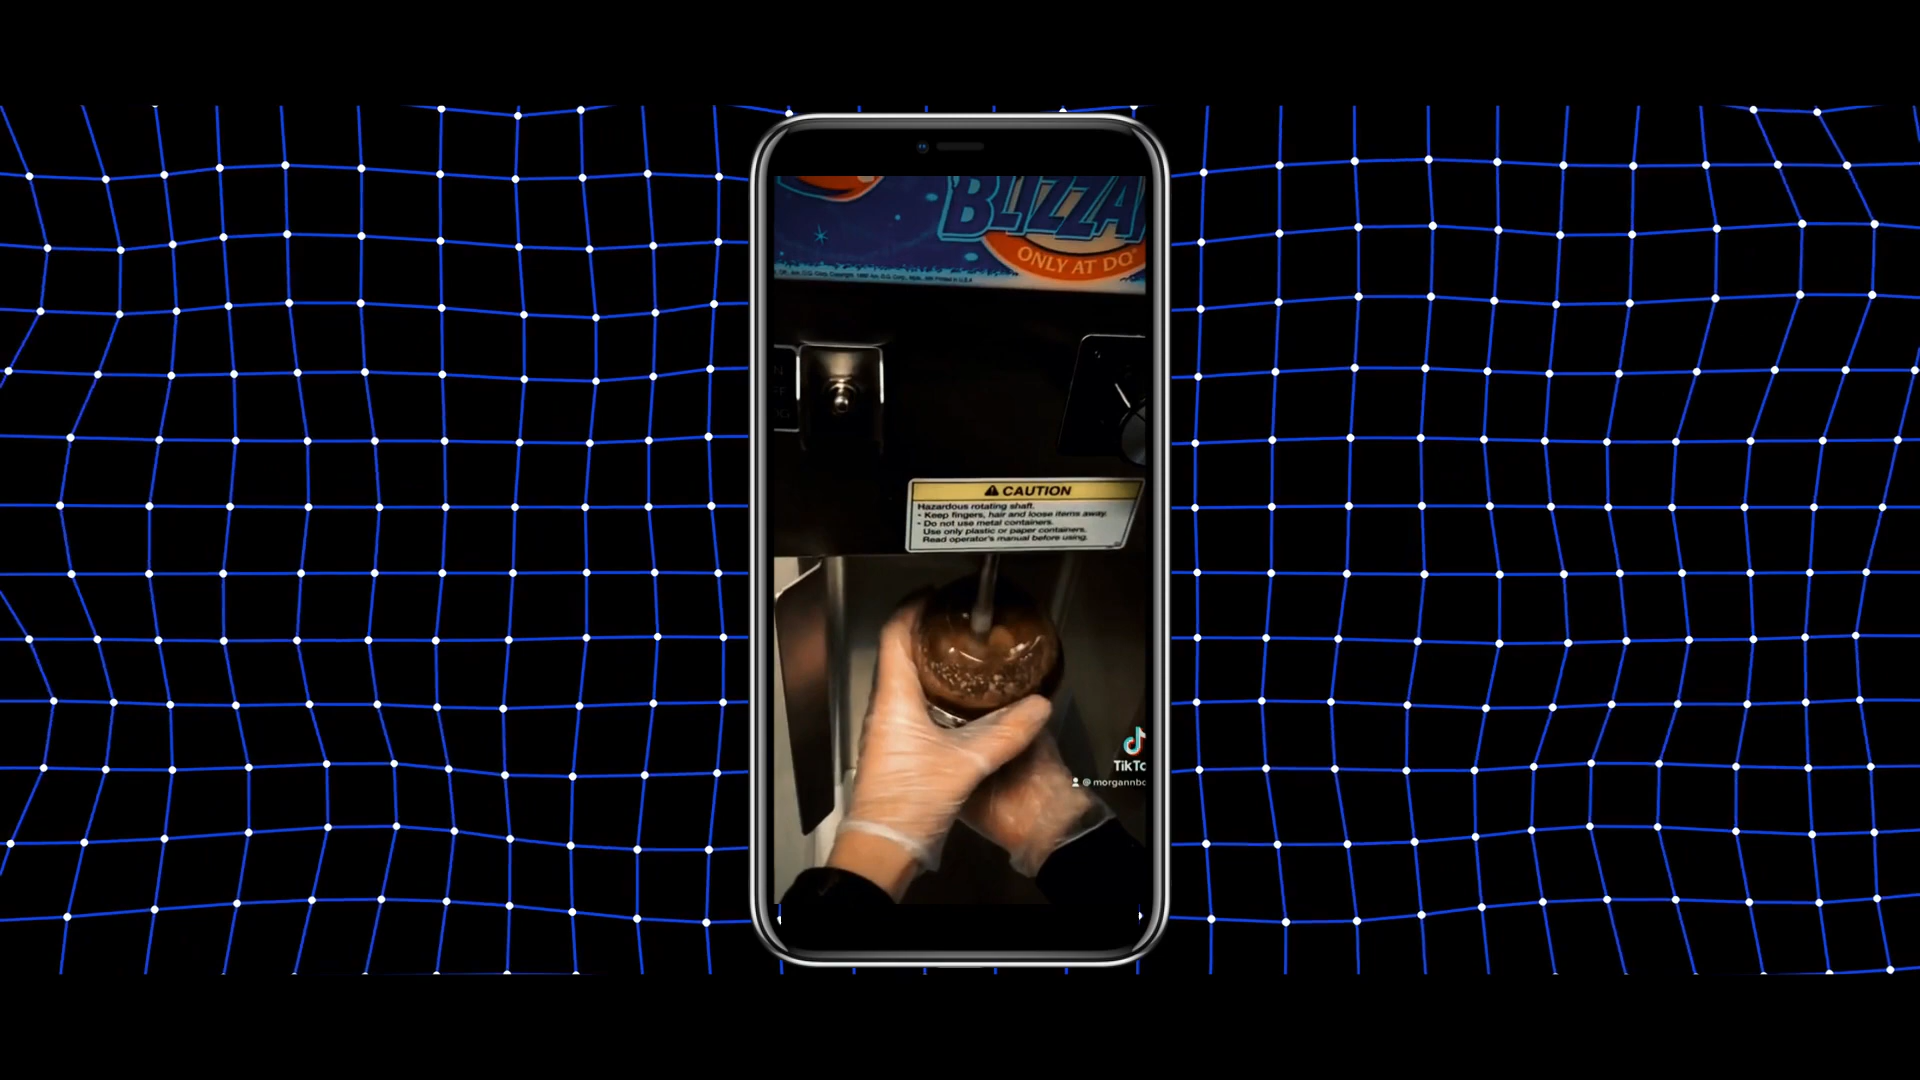 BLIZZA
ONLY AT DQ
CAUTION
Hazardous rotating shaft.
- Keep fingers, hair and loose items away.
- Do not use metal containers.
Use only plastic or paper containers.
Read operator's manual before using.
TikTo
@ morgannbo